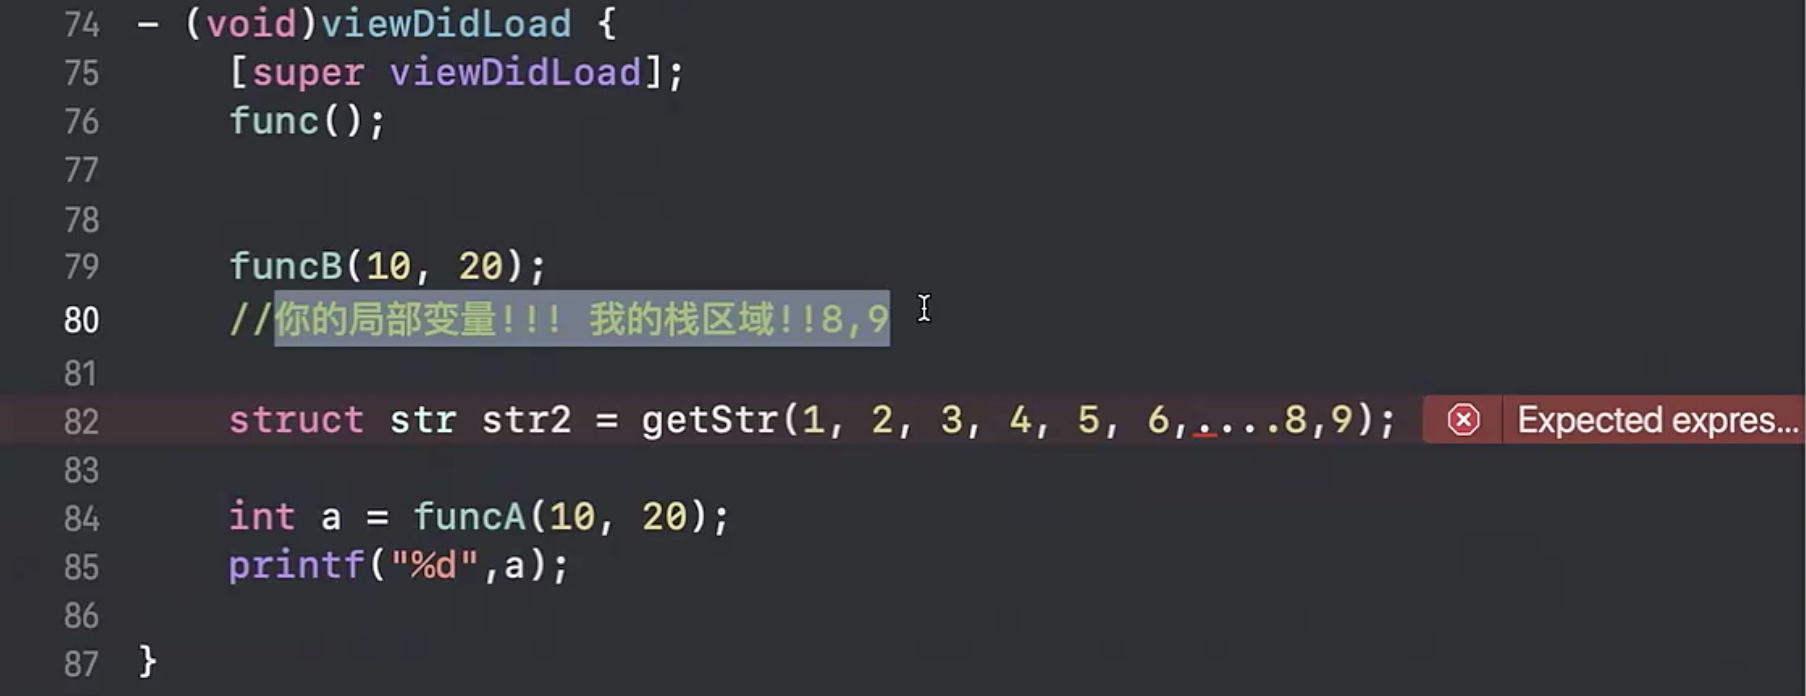 74 - (void)viewDidLoad {
75 [super viewDidLoad];
76 func();
77
78
79 funcB(10, 20);
80 //你的局部变量!!! 我的栈区域!!8,9
81
82 struct str str2 = getStr(1, 2, 3, 4, 5, 6,....8,9); Expected expres...
83
84 int a = funcA(10, 20);
85 printf("%d",a);
86
87 }